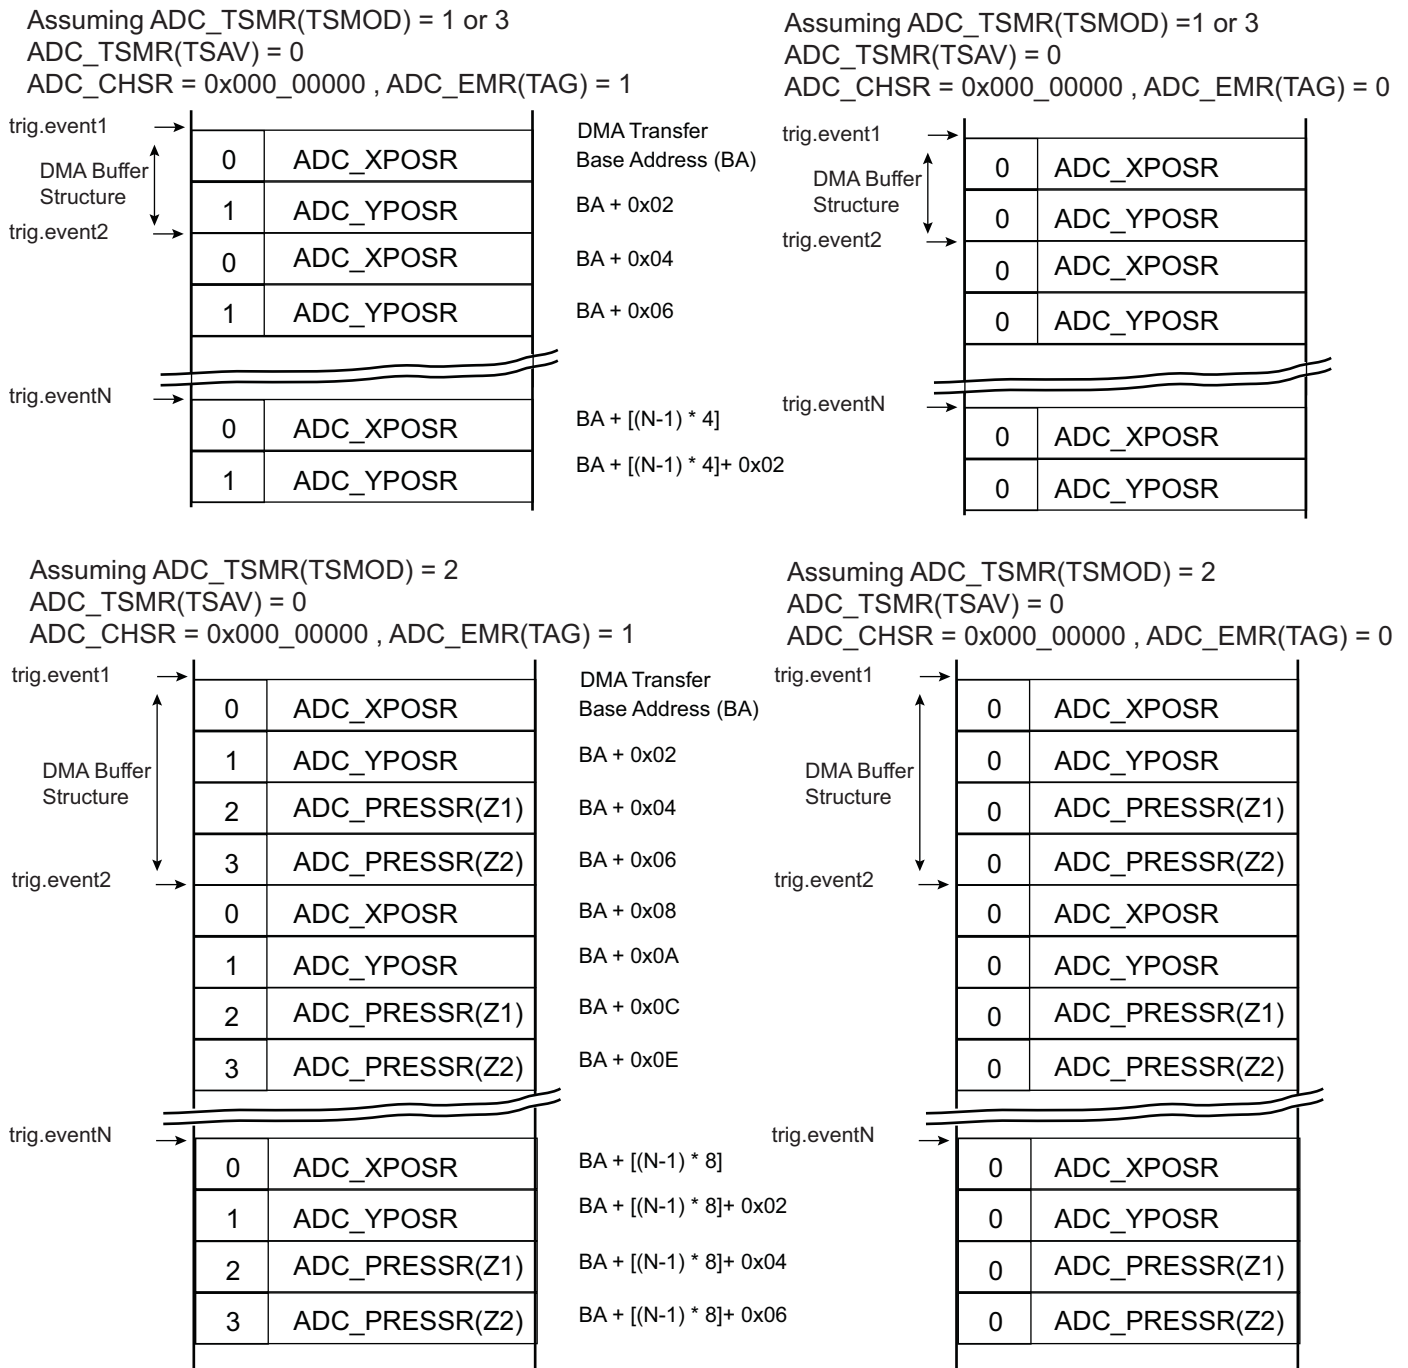 Assuming ADC_TSMR(TSMOD) = 1 or 3
ADC_TSMR(TSAV) = 0
ADC_CHSR = 0x000_00000 , ADC_EMR(TAG) = 1
trig.event1
DMA Buffer
Structure
trig.event2
0 ADC_XPOSR
1 ADC_YPOSR
0 ADC_XPOSR
1 ADC_YPOSR
trig.eventN
0 ADC_XPOSR
1 ADC_YPOSR
DMA Transfer
Base Address (BA)
BA + 0x02
BA + 0x04
BA + 0x06
BA + [(N-1) * 4]
BA + [(N-1) * 4]+ 0x02
Assuming ADC_TSMR(TSMOD) =1 or 3
ADC_TSMR(TSAV) = 0
ADC_CHSR = 0x000_00000 , ADC_EMR(TAG) = 0
trig.event1
DMA Buffer
Structure
trig.event2
0 ADC_XPOSR
0 ADC_YPOSR
0 ADC_XPOSR
0 ADC_YPOSR
trig.eventN
0 ADC_XPOSR
0 ADC_YPOSR
Assuming ADC_TSMR(TSMOD) = 2
ADC_TSMR(TSAV) = 0
ADC_CHSR = 0x000_00000 , ADC_EMR(TAG) = 1
trig.event1
DMA Buffer
Structure
trig.event2
0 ADC_XPOSR
1 ADC_YPOSR
2 ADC_PRESSR(Z1)
3 ADC_PRESSR(Z2)
0 ADC_XPOSR
1 ADC_YPOSR
2 ADC_PRESSR(Z1)
3 ADC_PRESSR(Z2)
trig.eventN
0 ADC_XPOSR
1 ADC_YPOSR
2 ADC_PRESSR(Z1)
3 ADC_PRESSR(Z2)
DMA Transfer
Base Address (BA)
BA + 0x02
BA + 0x04
BA + 0x06
BA + 0x08
BA + 0x0A
BA + 0x0C
BA + 0x0E
BA + [(N-1) * 8]
BA + [(N-1) * 8]+ 0x02
BA + [(N-1) * 8]+ 0x04
BA + [(N-1) * 8]+ 0x06
Assuming ADC_TSMR(TSMOD) = 2
ADC_TSMR(TSAV) = 0
ADC_CHSR = 0x000_00000 , ADC_EMR(TAG) = 0
trig.event1
DMA Buffer
Structure
trig.event2
0 ADC_XPOSR
0 ADC_YPOSR
0 ADC_PRESSR(Z1)
0 ADC_PRESSR(Z2)
0 ADC_XPOSR
0 ADC_YPOSR
0 ADC_PRESSR(Z1)
0 ADC_PRESSR(Z2)
trig.eventN
0 ADC_XPOSR
0 ADC_YPOSR
0 ADC_PRESSR(Z1)
0 ADC_PRESSR(Z2)